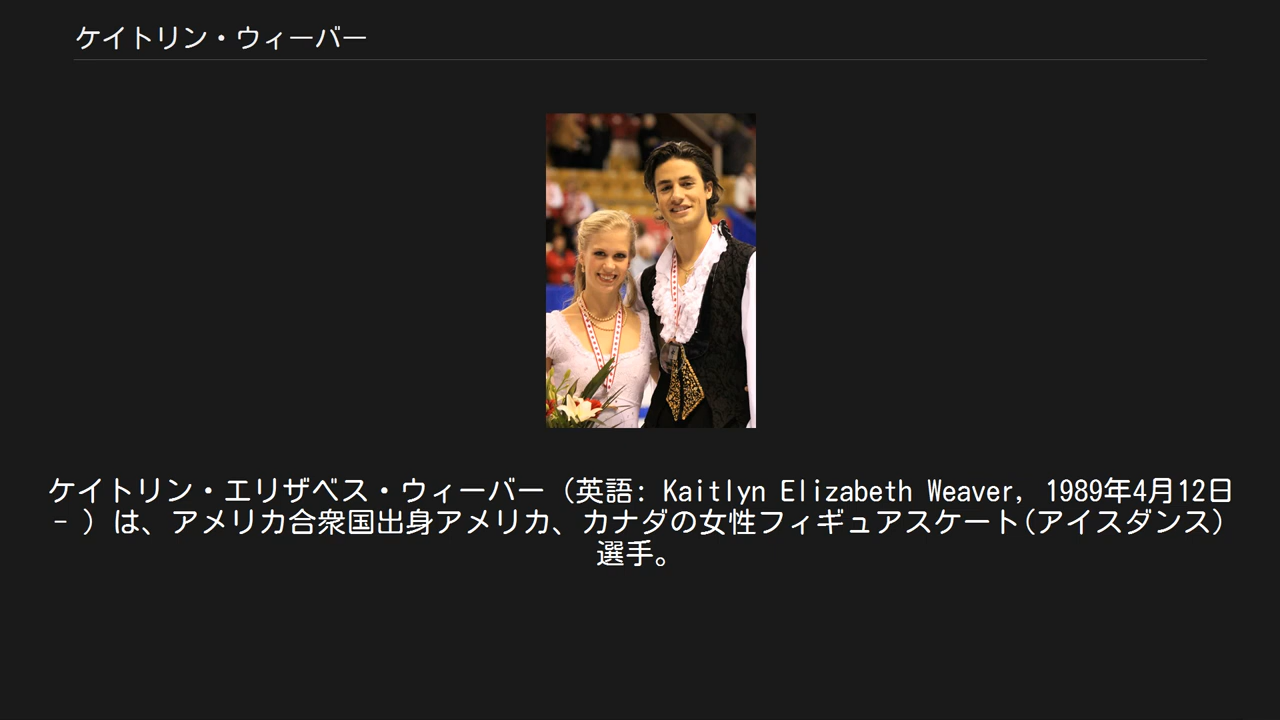 ケイトリン・ウィーバー
ケイトリン・エリザベス・ウィーバー（英語: Kaitlyn Elizabeth Weaver, 1989年4月12日
- ）は、アメリカ合衆国出身アメリカ、カナダの女性フィギュアスケート(アイスダンス)
選手。